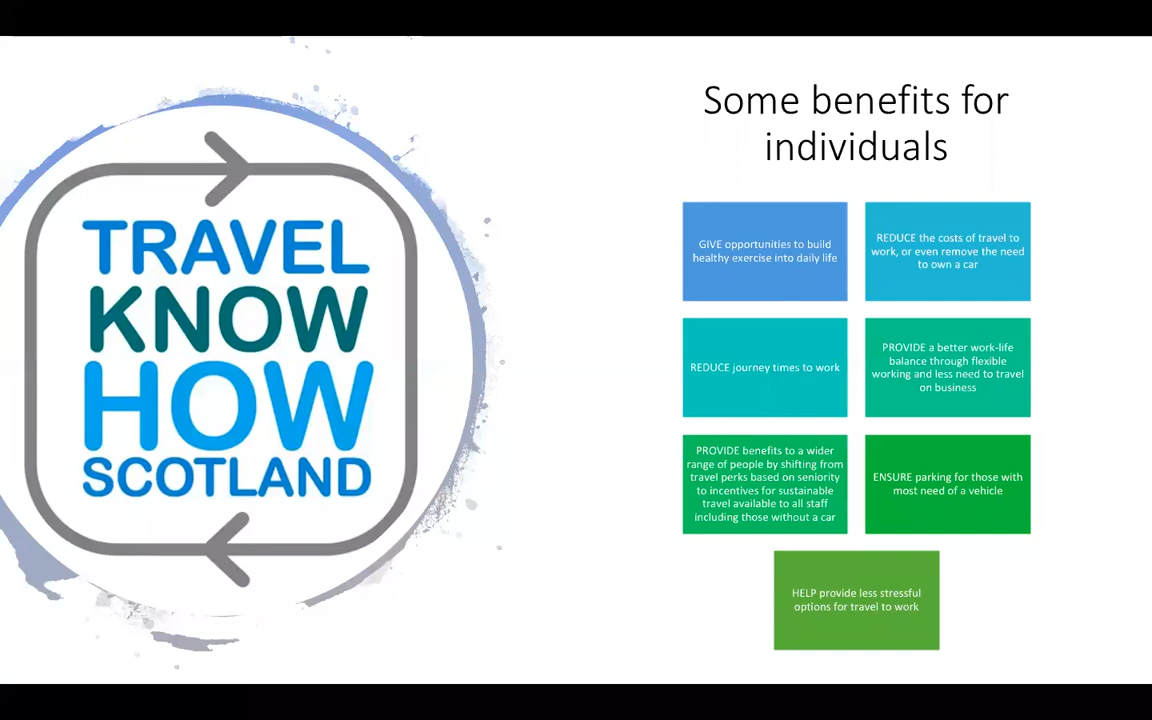 TRAVEL
KNOW
HOW
SCOTLAND
Some benefits for
individuals
GIVE opportunities to build
healthy exercise into daily life
REDUCE the costs of travel to
work, or even remove the need
to own a car
REDUCE journey times to work
PROVIDE a better work-life
balance through flexible
working and less need to travel
on business
PROVIDE benefits to a wider
range of people by shifting from
travel perks based on seniority
to incentives for sustainable
travel available to all staff
including those without a car
ENSURE parking for those with
most need of a vehicle
HELP provide less stressful
options for travel to work